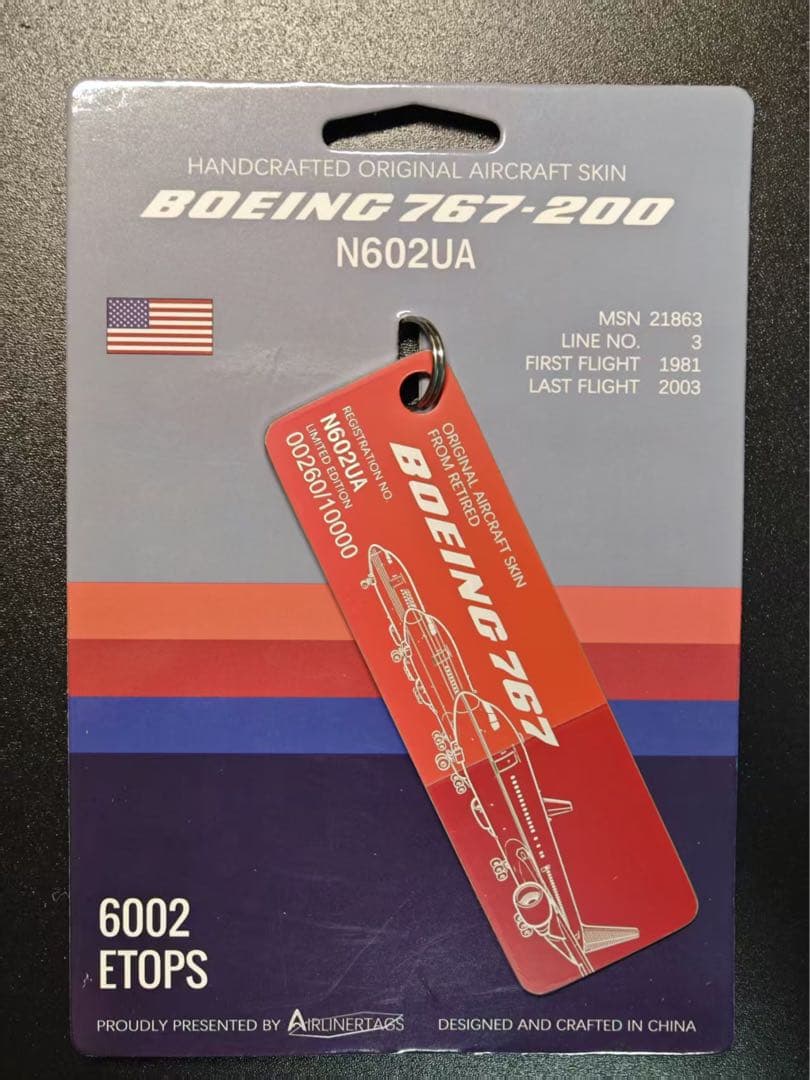 HANDCRAFTED ORIGINAL AIRCRAFT SKIN
BOEING 767-200
N602UA
MSN 21863
LINE NO. 3
FIRST FLIGHT 1981
LAST FLIGHT 2003
ORIGINAL AIRCRAFT SKIN
FROM RETIRED
BOEING 767
REGISTRATION NO.
N602UA
LIMITED EDITION
00260/10000
6002
ETOPS
PROUDLY PRESENTED BY AIRLINERTAGS DESIGNED AND CRAFTED IN CHINA